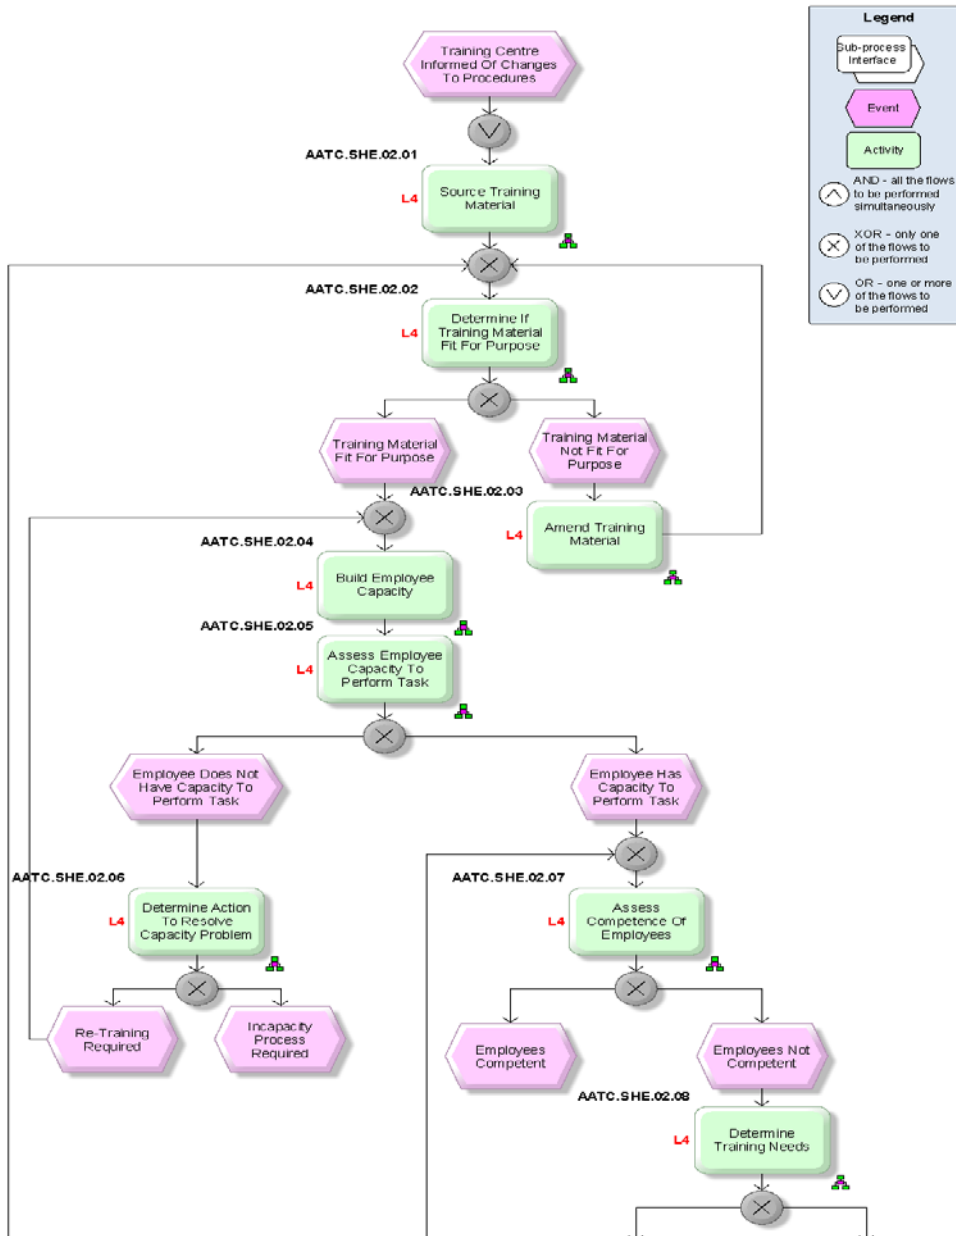 Legend
Sub-process
Interface
Event
Activity
AND - all the flows
to be performed
simultaneously
XOR - only one
of the flows to
be performed
OR - one or more
of the flows to
be performed
Training Centre
Informed Of Changes
To Procedures
AATC.SHE.02.01
L4
Source Training
Material
AATC.SHE.02.02
L4
Determine If
Training Material
Fit For Purpose
Training Material
Fit For Purpose
Training Material
Not Fit For
Purpose
AATC.SHE.02.03
L4
Amend Training
Material
AATC.SHE.02.04
L4
Build Employee
Capacity
AATC.SHE.02.05
L4
Assess Employee
Capacity To
Perform Task
Employee Does Not
Have Capacity To
Perform Task
Employee Has
Capacity To
Perform Task
AATC.SHE.02.06
L4
Determine Action
To Resolve
Capacity Problem
AATC.SHE.02.07
L4
Assess
Competence Of
Employees
Re-Training
Required
Incapacity
Process
Required
Employees
Competent
Employees Not
Competent
AATC.SHE.02.08
L4
Determine
Training Needs